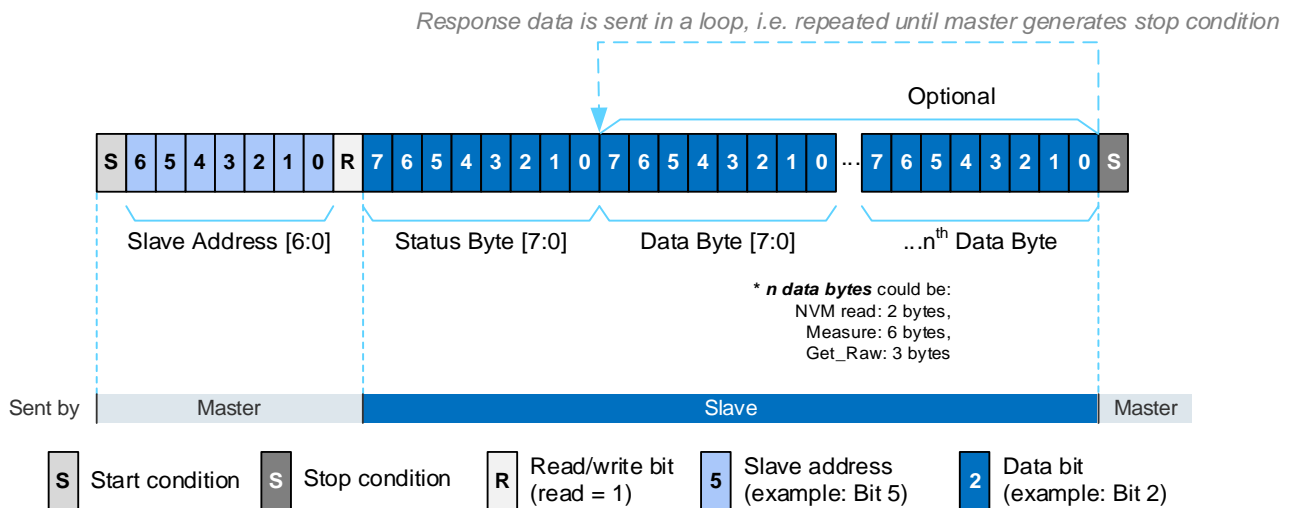 Response data is sent in a loop, i.e. repeated until master generates stop condition
Optional
S 6 5 4 3 2 1 0 R 7 6 5 4 3 2 1 0 7 6 5 4 3 2 1 0 ... 7 6 5 4 3 2 1 0 S
Slave Address [6:0] Status Byte [7:0] Data Byte [7:0] ...nth Data Byte
* n data bytes could be:
NVM read: 2 bytes,
Measure: 6 bytes,
Get_Raw: 3 bytes
Sent by Master Slave Master
S Start condition S Stop condition R Read/write bit (read = 1) 5 Slave address (example: Bit 5) 2 Data bit (example: Bit 2)